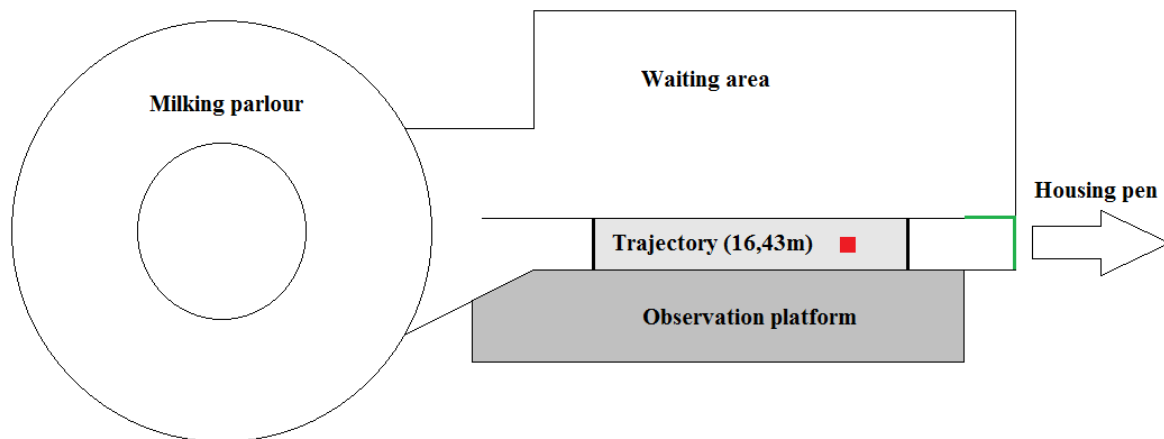 Waiting area
Milking parlour
Housing pen
Trajectory (16,43m)
Observation platform